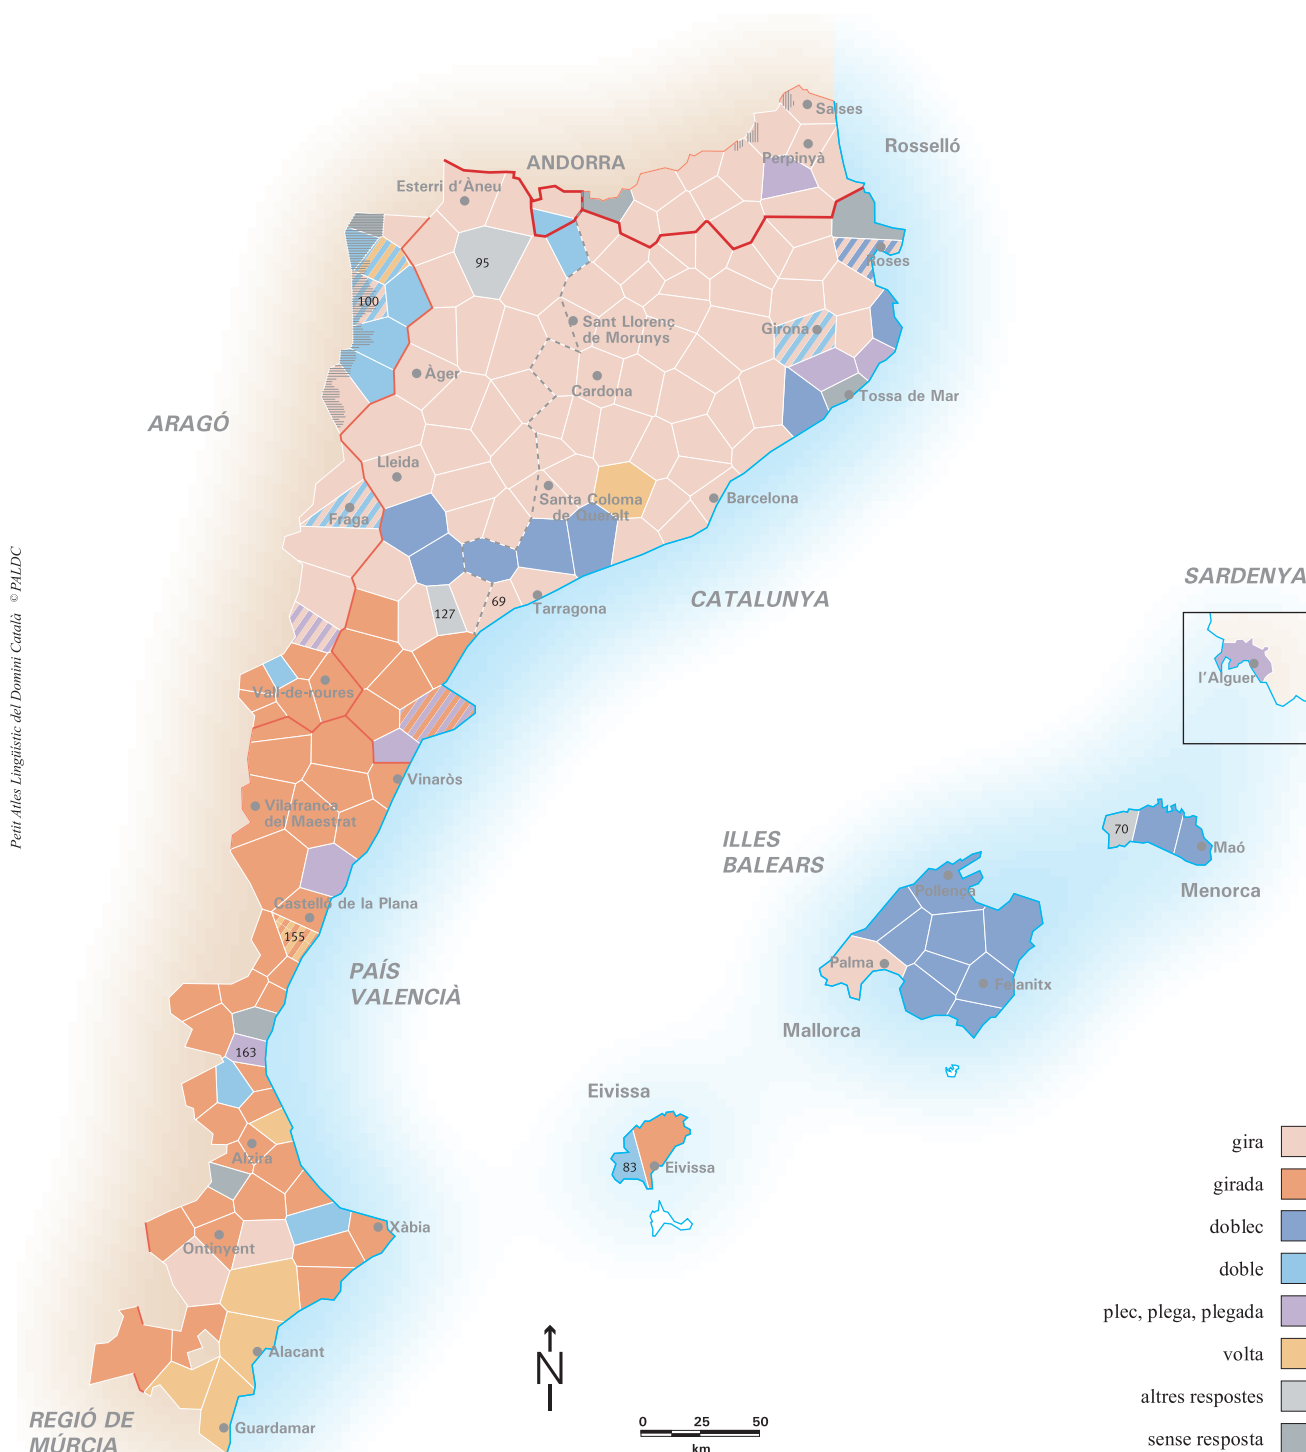 Salses
Rosselló
Perpinyà
ANDORRA
Esterri d'Àneu
Roses
95
100
Sant Llorenç
de Morunys
Girona
Àger
Cardona
Tossa de Mar
ARAGÓ
Lleida
Santa Coloma
de Queralt
Barcelona
Fraga
Petit Atles Lingüístic del Domini Català © PALDC
SARDENYA
CATALUNYA
69
Tarragona
127
l'Alguer
Vall-de-roures
Vinaròs
Vilafranca
del Maestrat
70
Maó
ILLES
BALEARS
Menorca
Pollença
Castelló de la Plana
155
Palma
PAÍS
VALENCIÀ
Felanitx
Mallorca
163
Eivissa
Alzira
83
Eivissa
Xàbia
Ontinyent
gira
girada
doblec
doble
plec, plega, plegada
volta
altres respostes
sense resposta
Alacant
N
Guardamar
REGIÓ DE
MÚRCIA
0 25 50
km